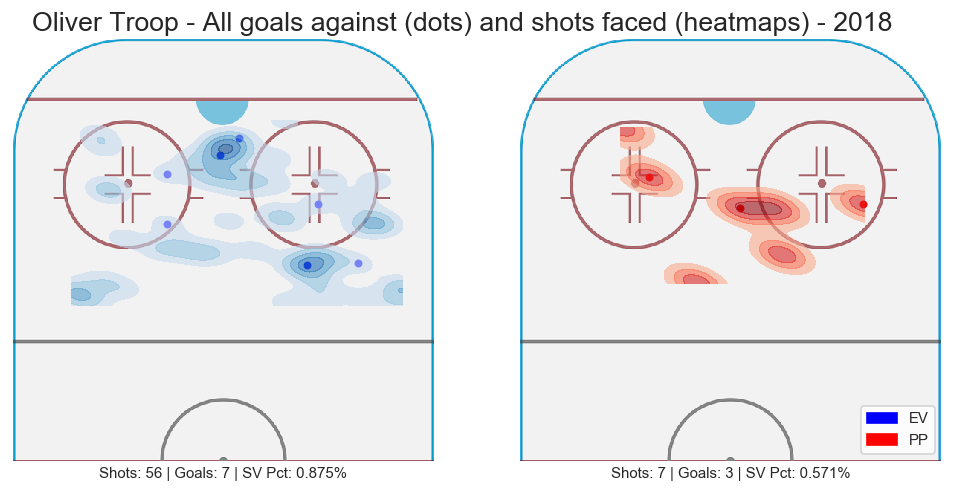 Oliver Troop - All goals against (dots) and shots faced (heatmaps) - 2018
EV
PP
Shots: 56 | Goals: 7 | SV Pct: 0.875%
Shots: 7 | Goals: 3 | SV Pct: 0.571%